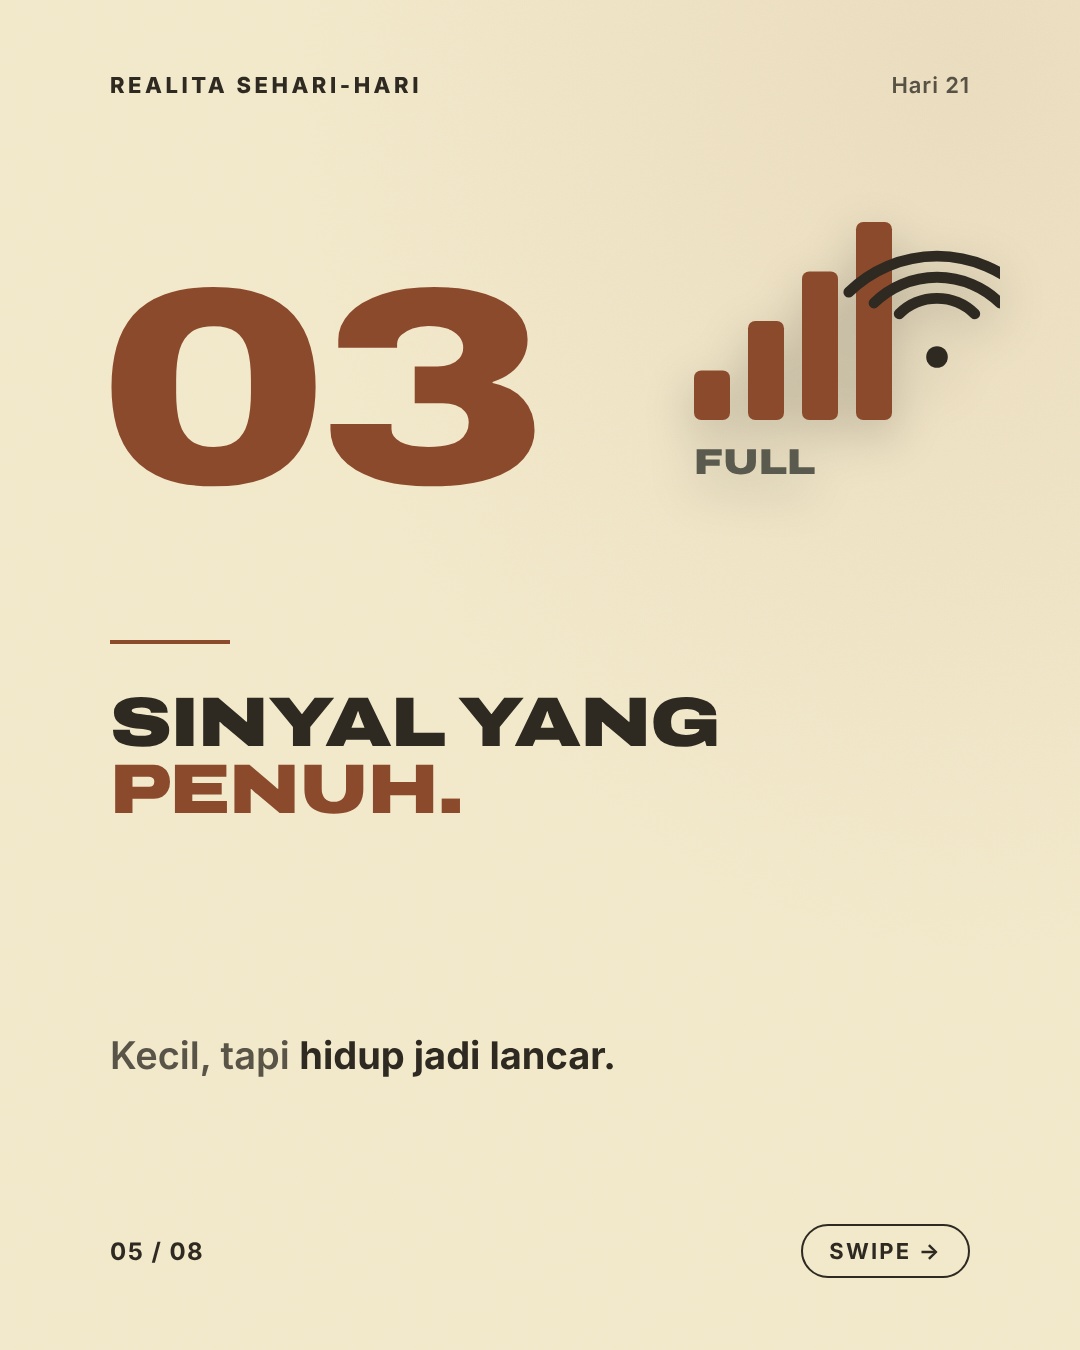 REALITA SEHARI-HARI
Hari 21
03
FULL
SINYAL YANG
PENUH.
Kecil, tapi hidup jadi lancar.
05 / 08
SWIPE →